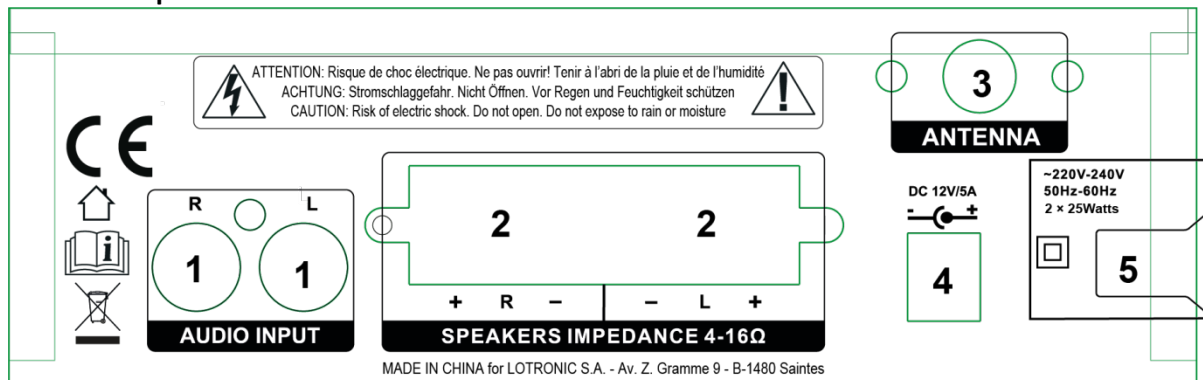 ATTENTION: Risque de choc électrique. Ne pas ouvrir! Tenir à l'abri de la pluie et de l'humidité
ACHTUNG: Stromschlaggefahr. Nicht Öffnen. Vor Regen und Feuchtigkeit schützen
CAUTION: Risk of electric shock. Do not open. Do not expose to rain or moisture
3
ANTENNA
CE
R L
1 1
AUDIO INPUT
2 2
+ R - - L +
SPEAKERS IMPEDANCE 4-16Ω
DC 12V/5A
- +
4
~220V-240V
50Hz-60Hz
2 × 25Watts
5
MADE IN CHINA for LOTRONIC S.A. - Av. Z. Gramme 9 - B-1480 Saintes